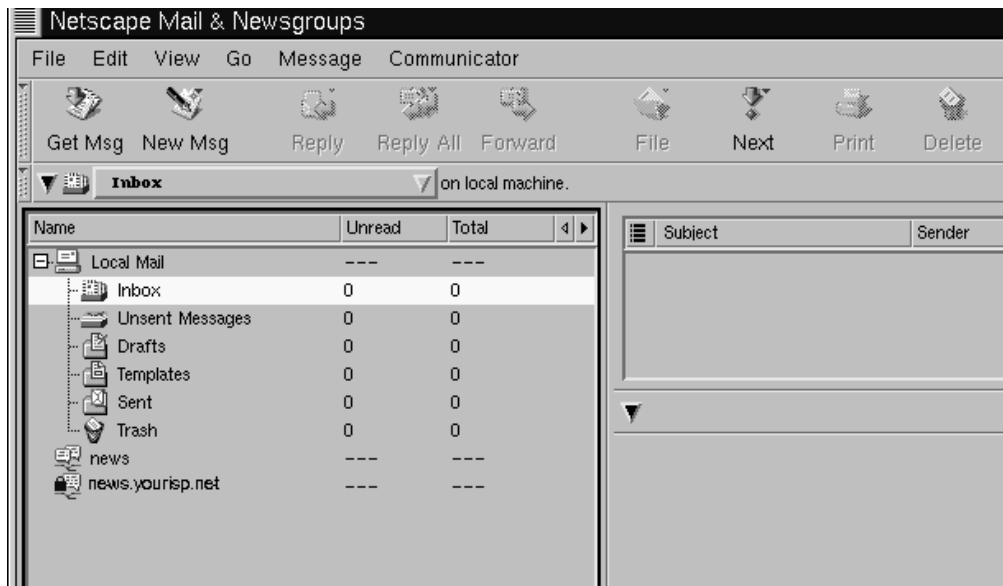 Netscape Mail & Newsgroups
File Edit View Go Message Communicator
Get Msg New Msg Reply Reply All Forward File Next Print Delete
Inbox on local machine.
Name Unread Total Subject Sender
Local Mail --- ---
Inbox 0 0
Unsent Messages 0 0
Drafts 0 0
Templates 0 0
Sent 0 0
Trash 0 0
news --- ---
news.yourisp.net --- ---